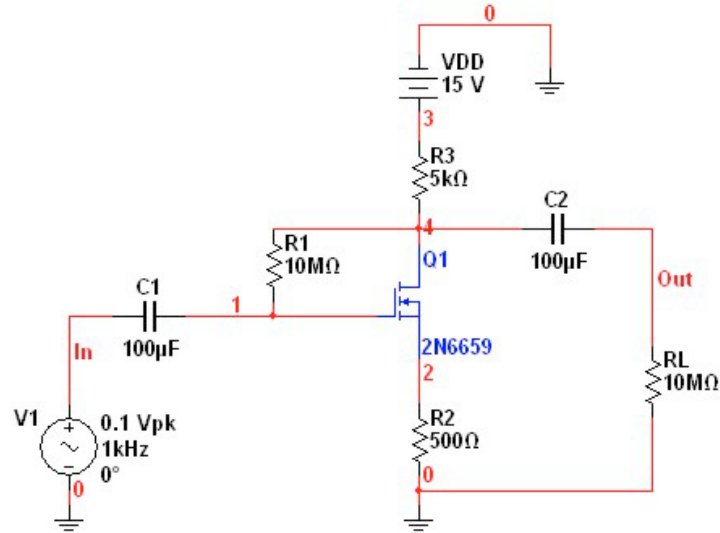 0
VDD
15 V
3
R3
5kΩ
C2
100µF
4
R1
10MΩ
Q1
Out
C1
100µF
1
In
2N6659
2
RL
10MΩ
V1
0.1 Vpk
1kHz
0°
R2
500Ω
0
0